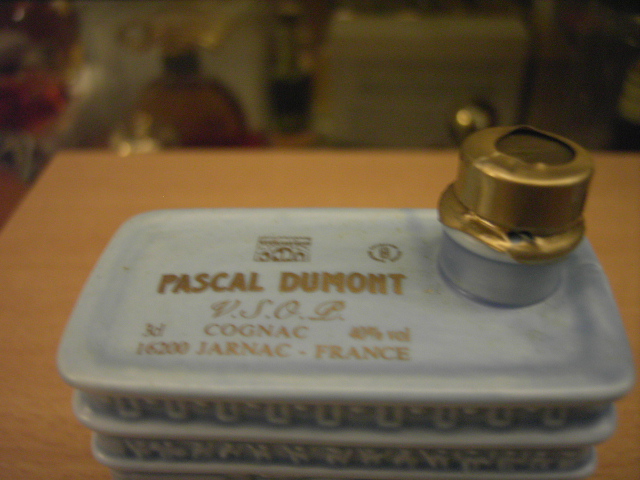 PASCAL DUMONT
V.S.O.P.
3cl COGNAC 40% vol
16200 JARNAC - FRANCE